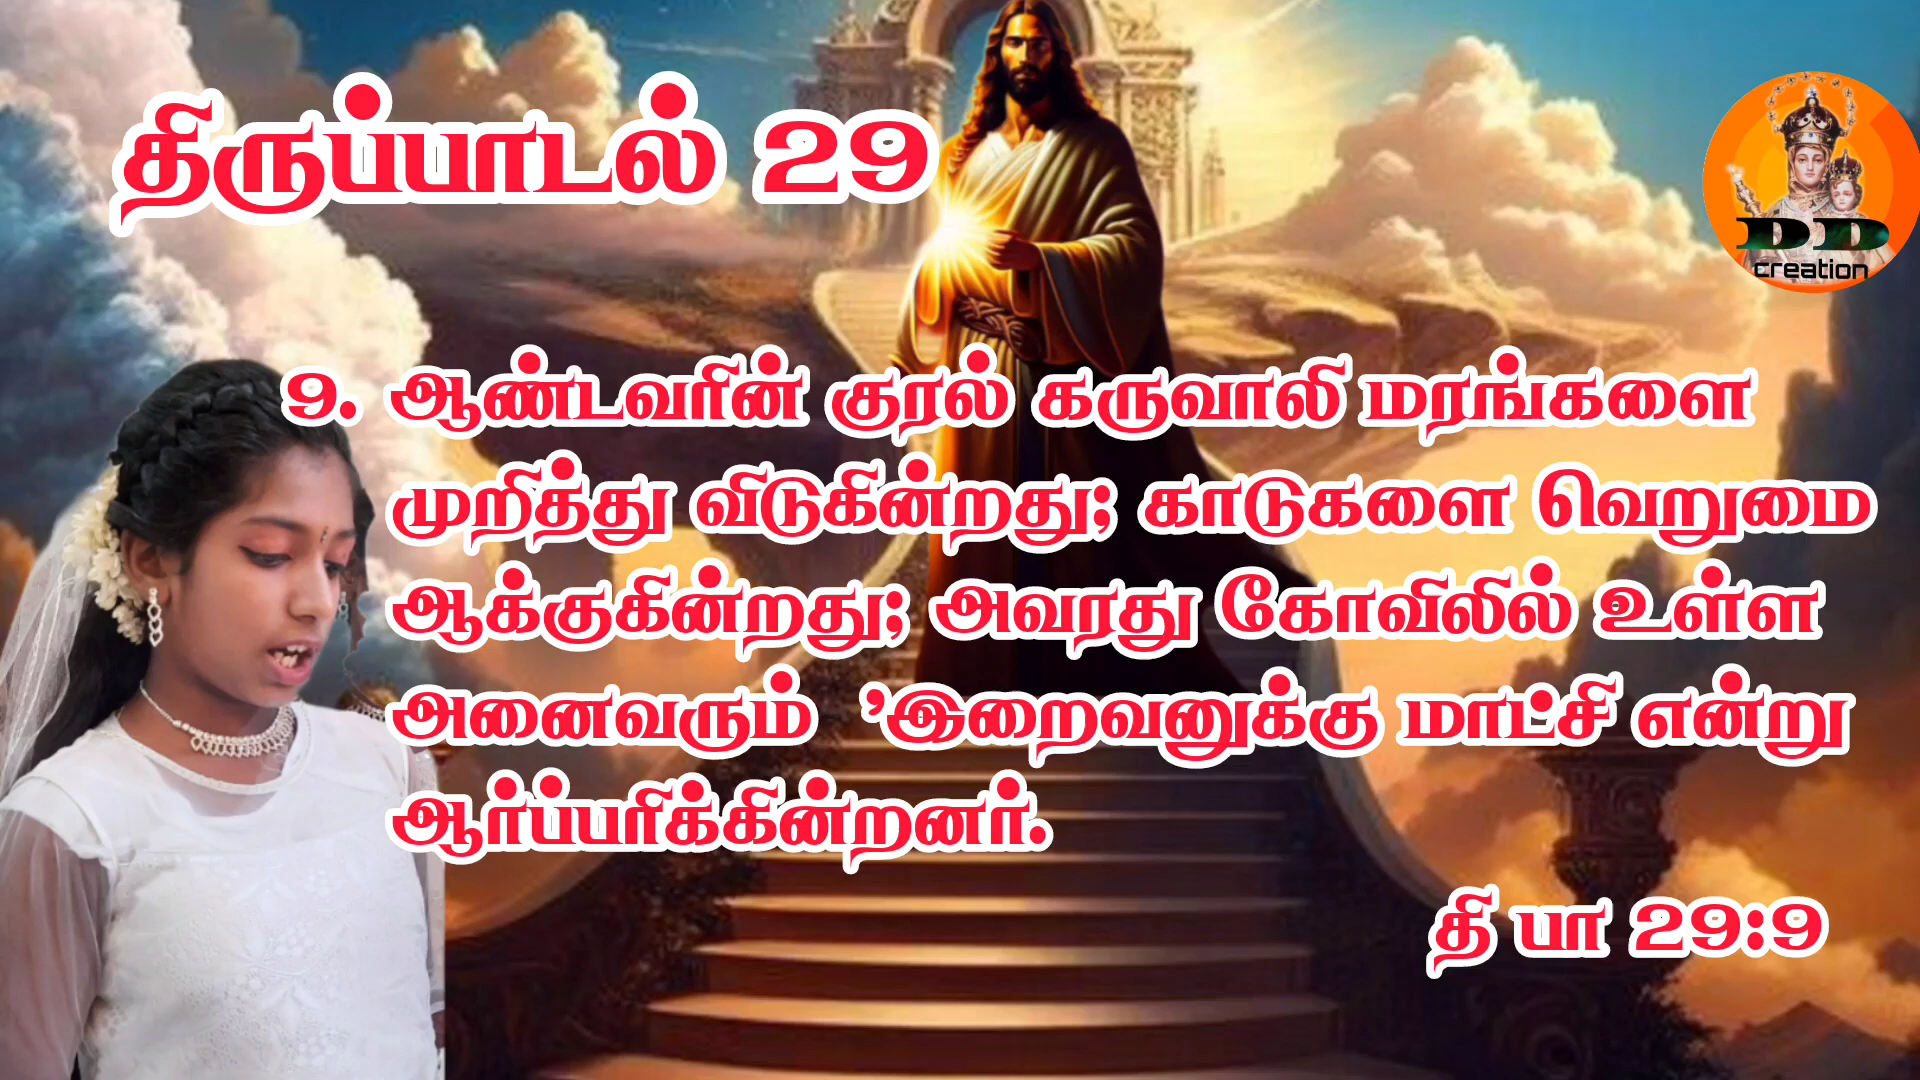 திருப்பாடல் 29
DD
creation
9. ஆண்டவரின் குரல் கருவாலி மரங்களை
முறித்து விடுகின்றது; காடுகளை வெறுமை
ஆக்குகின்றது; அவரது கோவிலில் உள்ள
அனைவரும் ’இறைவனுக்கு மாட்சி என்று
ஆர்ப்பரிக்கின்றனர்.
தி பா 29:9